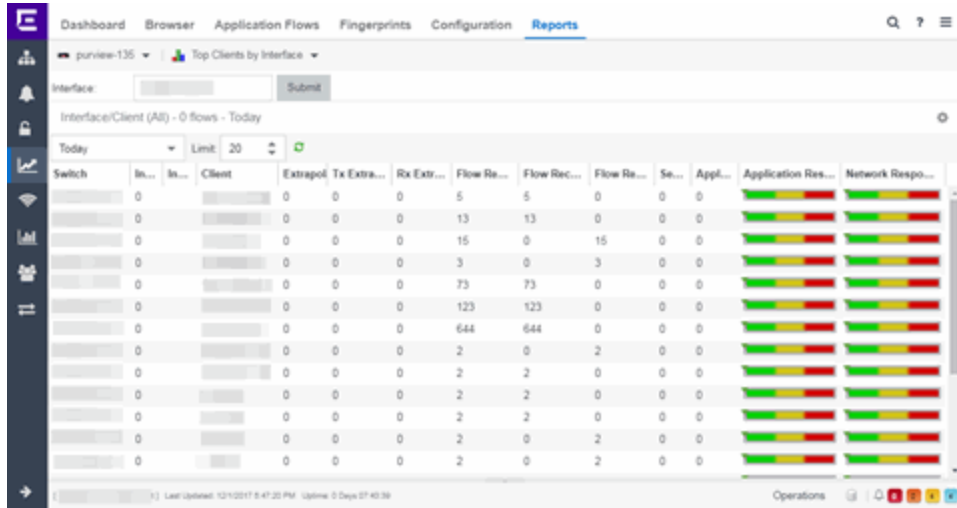 Dashboard Browser Application Flows Fingerprints Configuration Reports ? 
purview-135 Top Clients by Interface
Interface: Submit
Interface/Client (All) - 0 flows - Today
Today Limit: 20
Switch In... In... Client Extrapol Tx Extra... Rx Extr... Flow Re... Flow Rec... Flow Re... Se... Appl... Application Res... Network Respo...
0 0 0 0 5 5 0 0 0
0 0 0 0 13 13 0 0 0
0 0 0 0 15 0 15 0 0
0 0 0 0 3 0 3 0 0
0 0 0 0 73 73 0 0 0
0 0 0 0 123 123 0 0 0
0 0 0 0 644 644 0 0 0
0 0 0 0 2 0 2 0 0
0 0 0 0 2 2 0 0 0
0 0 0 0 2 2 0 0 0
0 0 0 0 2 2 0 0 0
0 0 0 0 2 0 2 0 0
0 0 0 0 2 0 2 0 0
Last Updated: 12/1/2017 5:47:20 PM Uptime: 0 Days 07:40:39 Operations